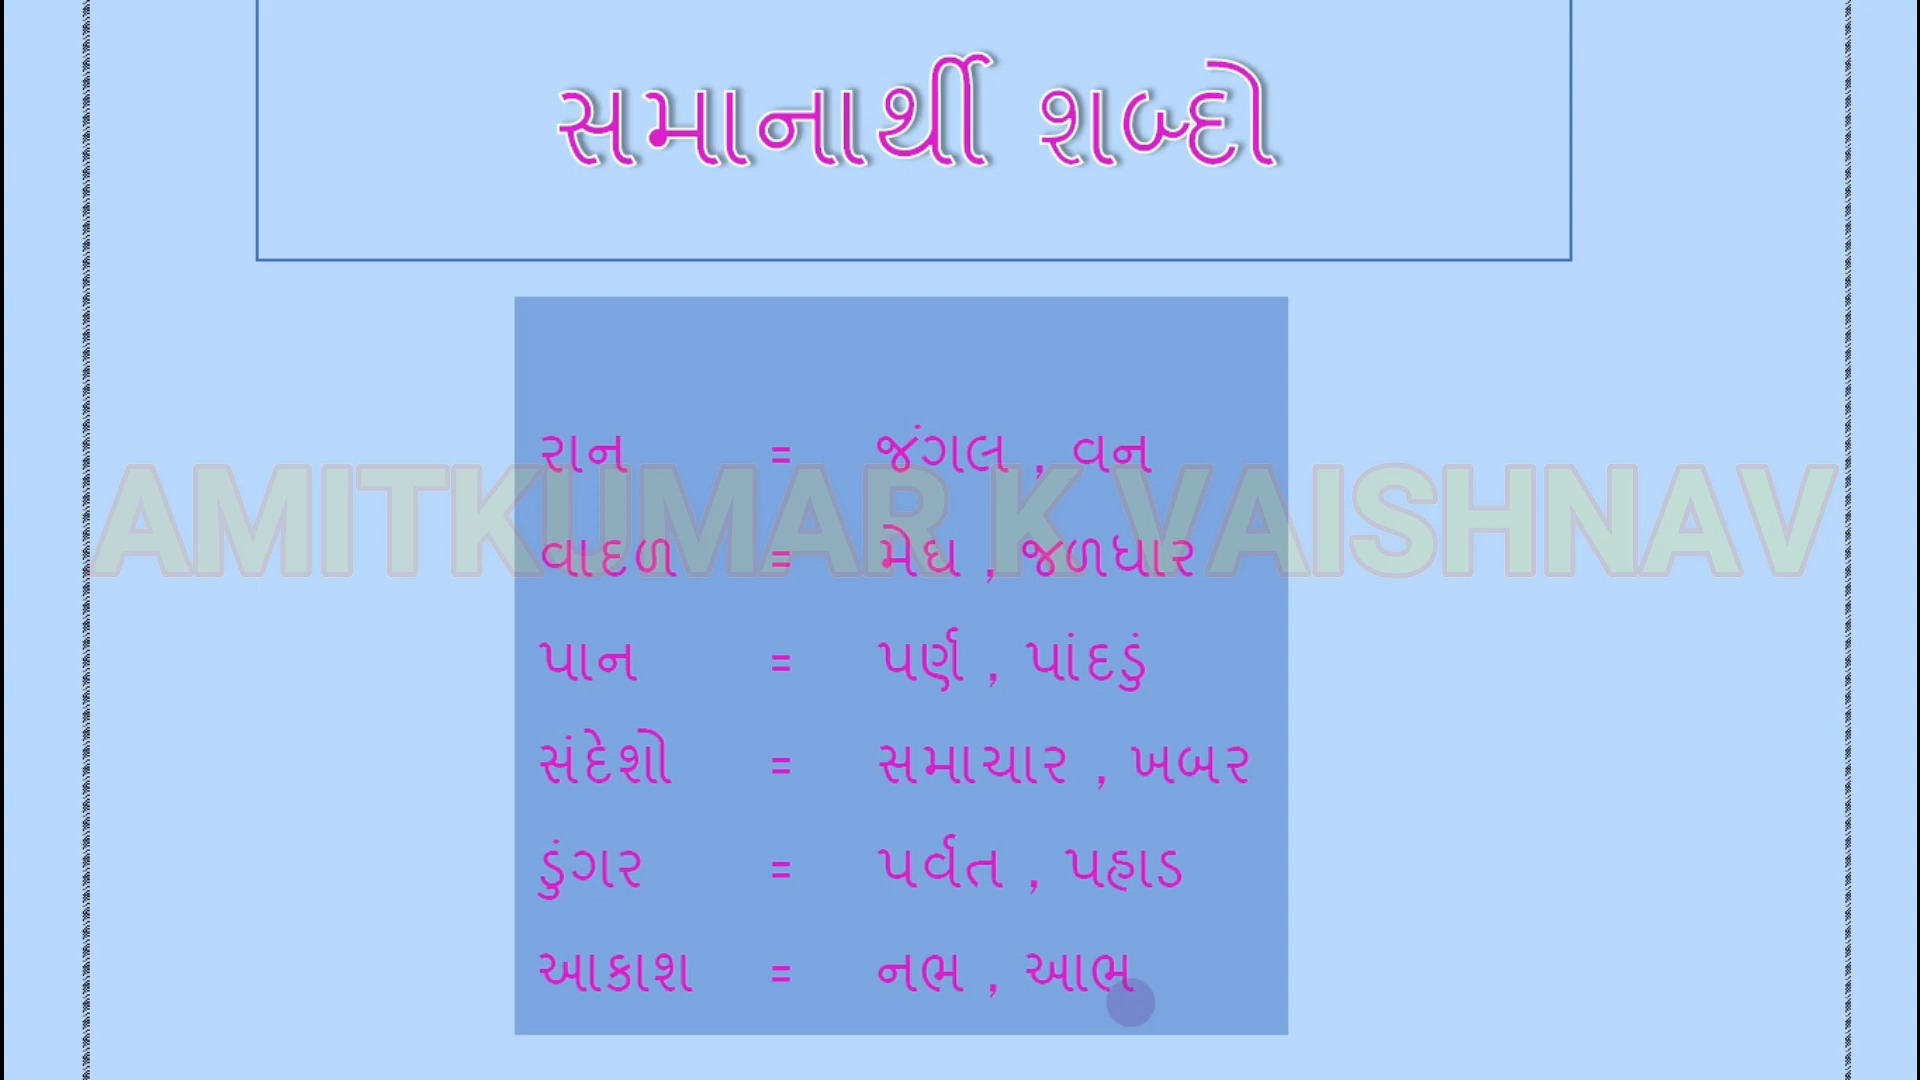 સમાનાર્થી શબ્દો
રાન = જંગલ , વન
AMITKUMAR K VAISHNAV
વાદળ = મેઘ , જળધાર
પાન = પર્ણ , પાંદડું
સંદેશો = સમાચાર , ખબર
ડુંગર = પર્વત , પહાડ
આકાશ = નભ , આભ